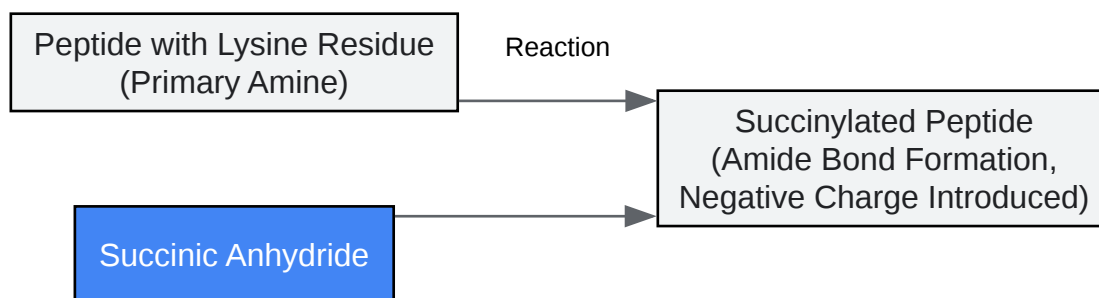 Peptide with Lysine Residue
(Primary Amine)
Reaction
Succinylated Peptide
(Amide Bond Formation,
Negative Charge Introduced)
Succinic Anhydride